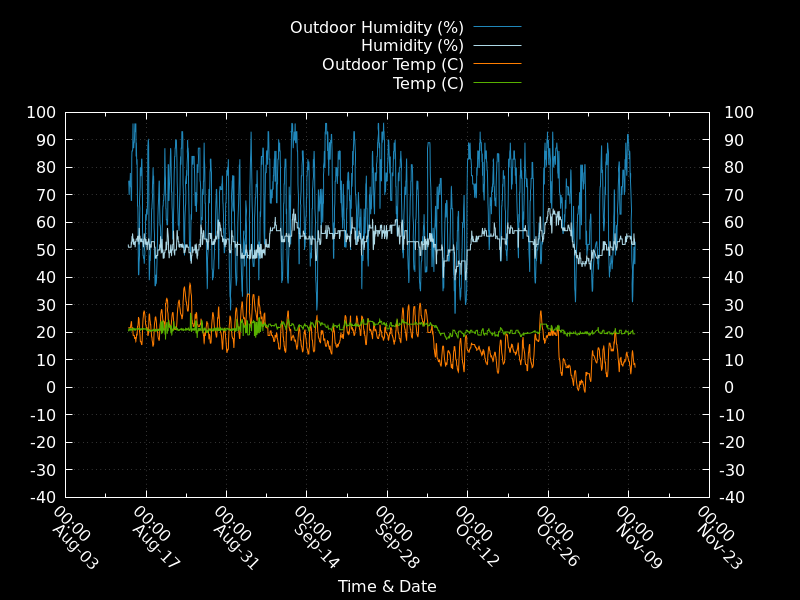 Outdoor Humidity (%)
Humidity (%)
Outdoor Temp (C)
Temp (C)
100 100
90 90
80 80
70 70
60 60
50 50
40 40
30 30
20 20
10 10
0 0
-10 -10
-20 -20
-30 -30
-40 -40
00:00 00:00 00:00 00:00 00:00 00:00 00:00 00:00 00:00
Aug-03 Aug-17 Aug-31 Sep-14 Sep-28 Oct-12 Oct-26 Nov-09 Nov-23
Time & Date